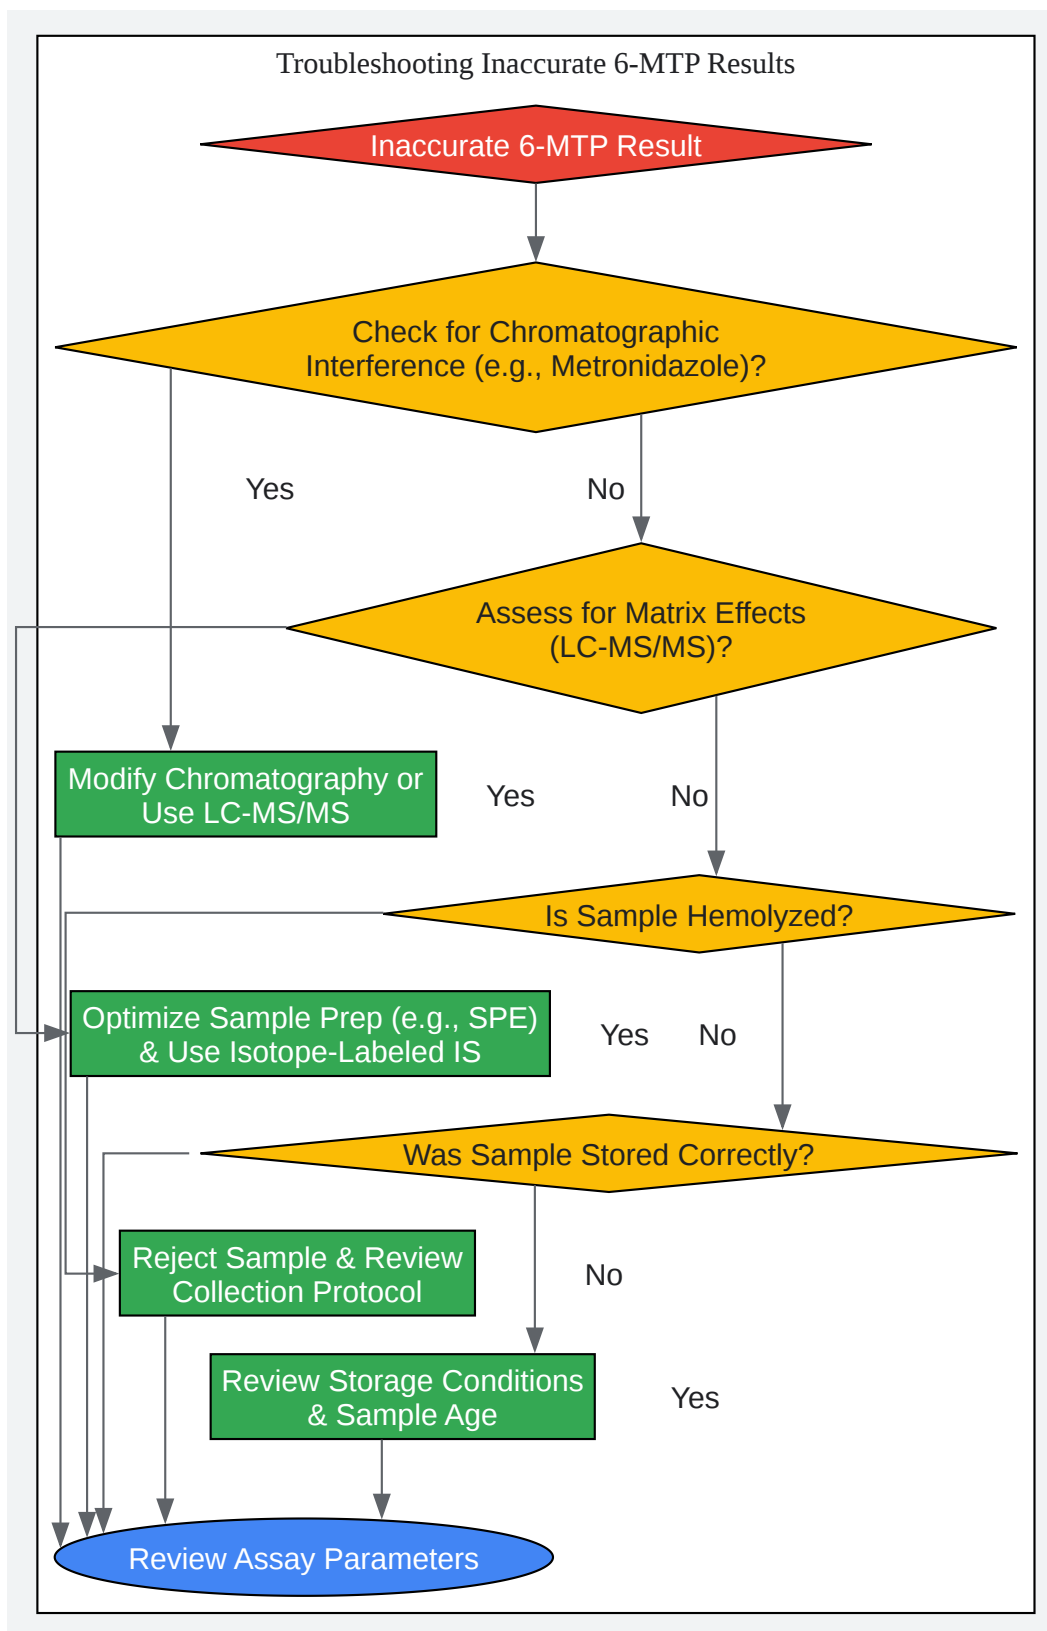 Troubleshooting Inaccurate 6-MTP Results
Inaccurate 6-MTP Result
Check for Chromatographic
Interference (e.g., Metronidazole)?
Yes
No
Assess for Matrix Effects
(LC-MS/MS)?
Modify Chromatography or
Use LC-MS/MS
Yes
No
Is Sample Hemolyzed?
Optimize Sample Prep (e.g., SPE)
& Use Isotope-Labeled IS
Yes
No
Was Sample Stored Correctly?
Reject Sample & Review
Collection Protocol
No
Review Storage Conditions
& Sample Age
Yes
Review Assay Parameters